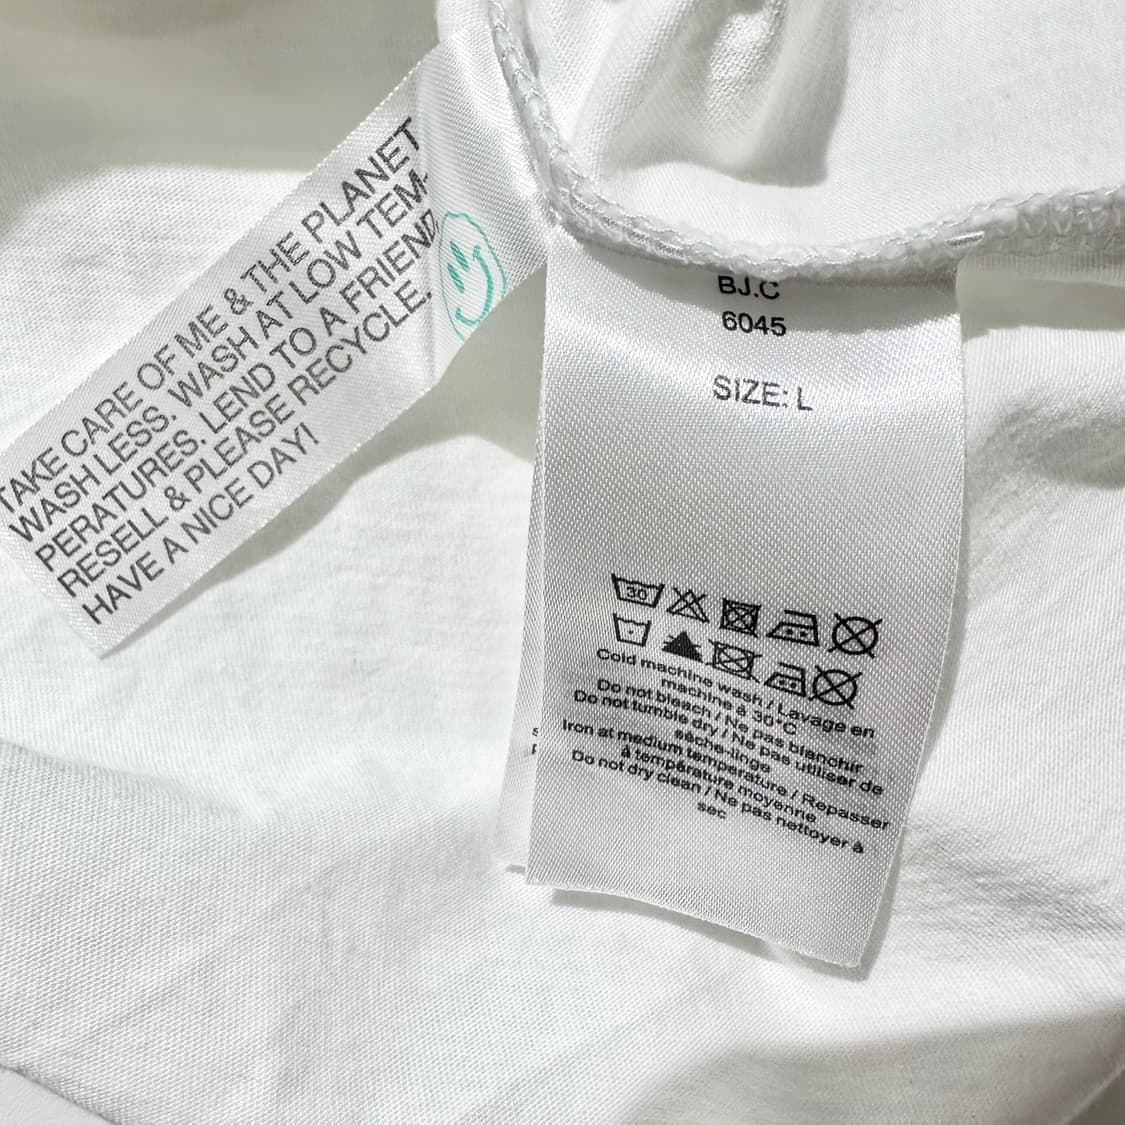 TAKE CARE OF ME & THE PLANET
WASH LESS. WASH AT LOW TEM-
PERATURES. LEND TO A FRIEND,
RESELL & PLEASE RECYCLE.
HAVE A NICE DAY!
BJ.C
6045
SIZE: L
30
Cold machine wash / Lavage en
machine à 30°C
Do not bleach / Ne pas blanchir
Do not tumble dry / Ne pas utiliser de
sèche-linge
Iron at medium temperature / Repasser
à température moyenne
Do not dry clean / Ne pas nettoyer à
sec